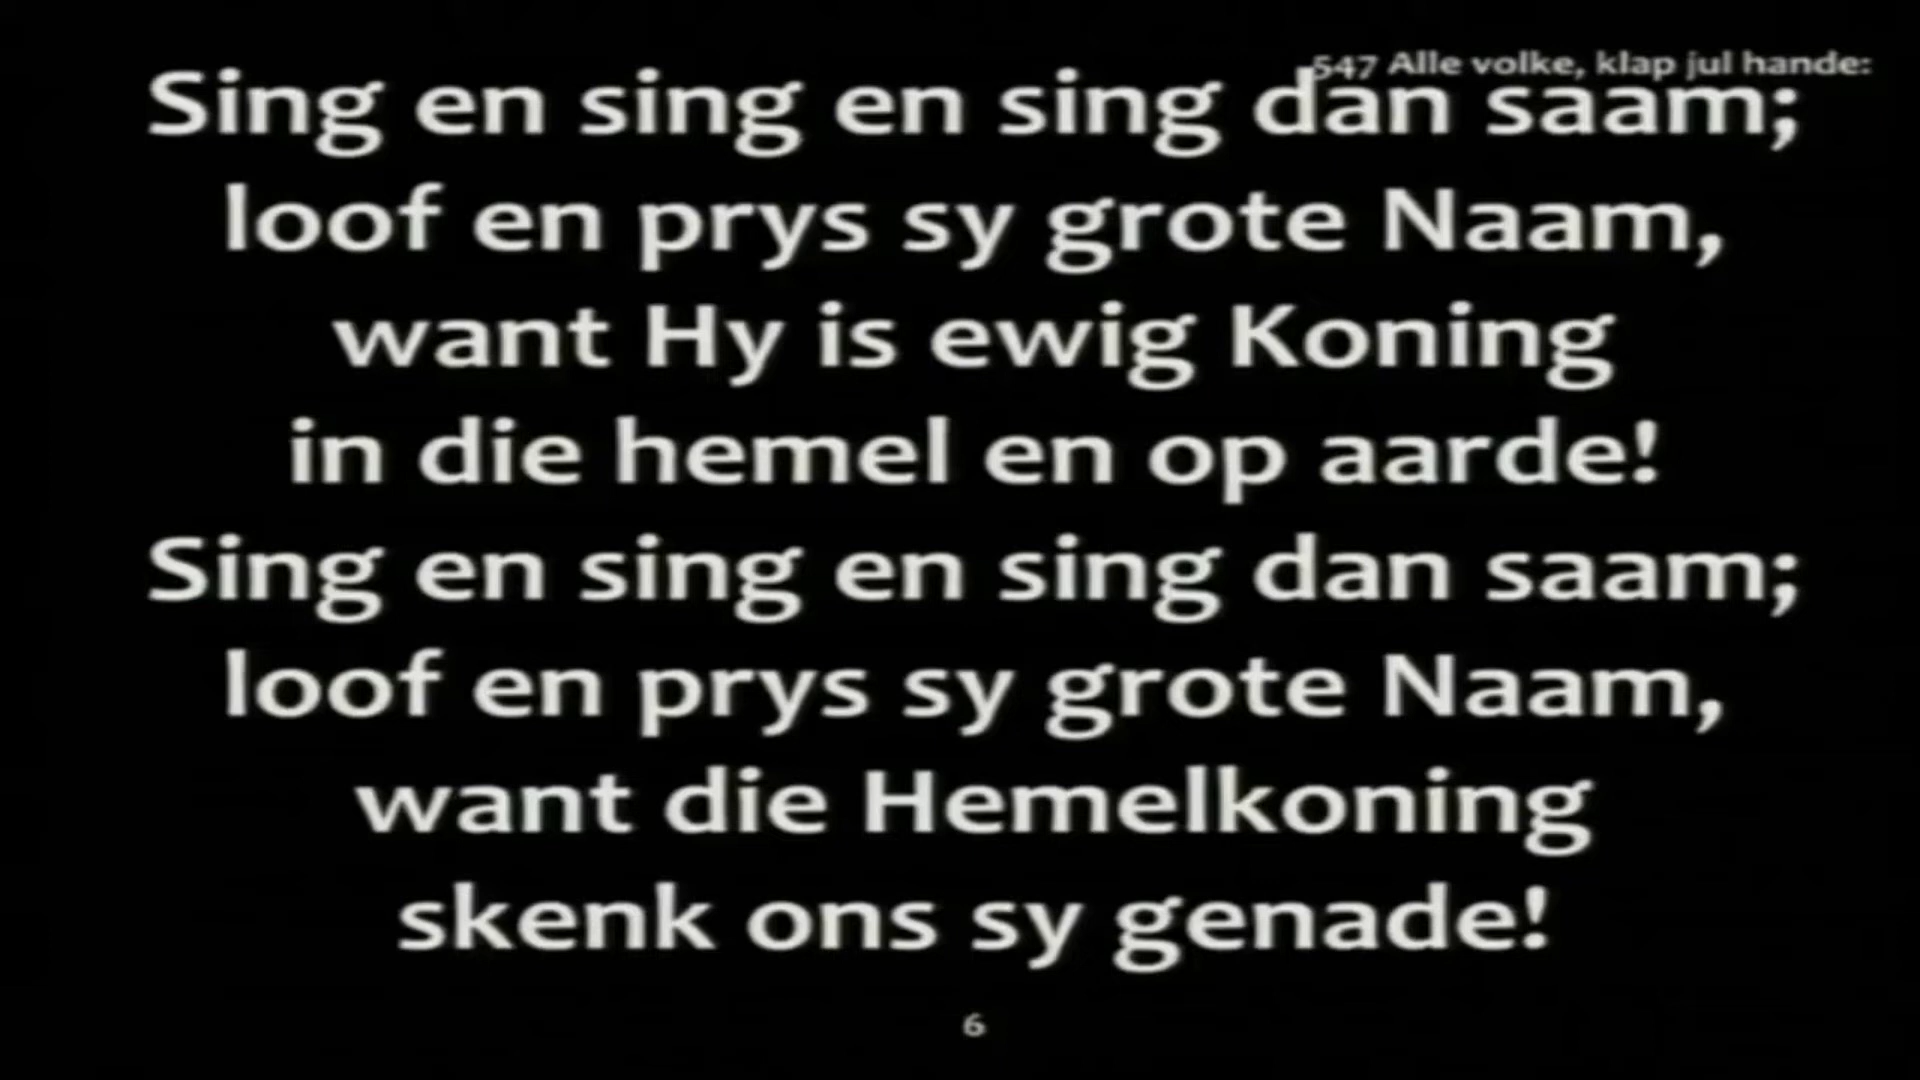 547 Alle volke, klap jul hande:
Sing en sing en sing dan saam;
loof en prys sy grote Naam,
want Hy is ewig Koning
in die hemel en op aarde!
Sing en sing en sing dan saam;
loof en prys sy grote Naam,
want die Hemelkoning
skenk ons sy genade!
6